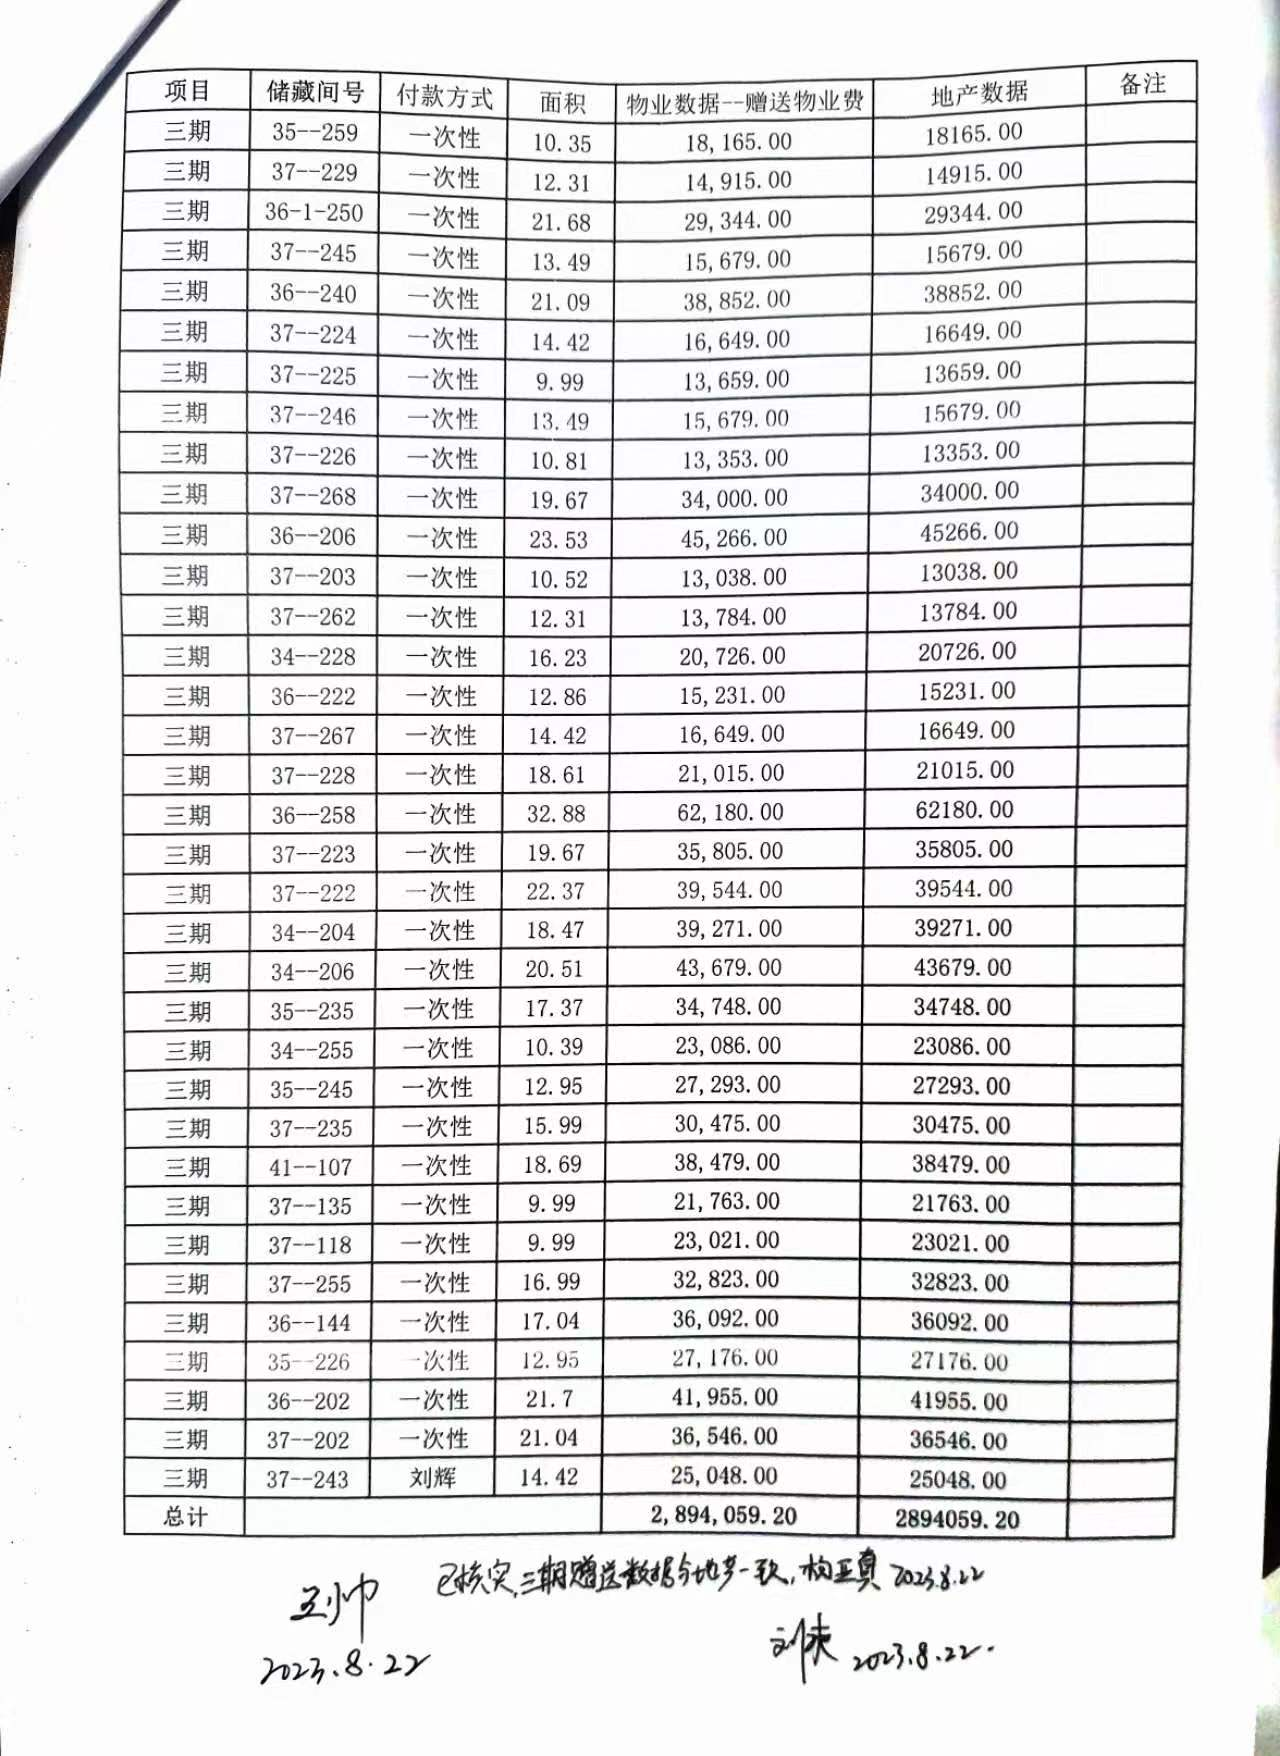 项目 储藏间号 付款方式 面积 物业数据--赠送物业费 地产数据 备注
三期 35--259 一次性 10.35 18,165.00 18165.00
三期 37--229 一次性 12.31 14,915.00 14915.00
三期 36-1-250 一次性 21.68 29,344.00 29344.00
三期 37--245 一次性 13.49 15,679.00 15679.00
三期 36--240 一次性 21.09 38,852.00 38852.00
三期 37--224 一次性 14.42 16,649.00 16649.00
三期 37--225 一次性 9.99 13,659.00 13659.00
三期 37--246 一次性 13.49 15,679.00 15679.00
三期 37--226 一次性 10.81 13,353.00 13353.00
三期 37--268 一次性 19.67 34,000.00 34000.00
三期 36--206 一次性 23.53 45,266.00 45266.00
三期 37--203 一次性 10.52 13,038.00 13038.00
三期 37--262 一次性 12.31 13,784.00 13784.00
三期 34--228 一次性 16.23 20,726.00 20726.00
三期 36--222 一次性 12.86 15,231.00 15231.00
三期 37--267 一次性 14.42 16,649.00 16649.00
三期 37--228 一次性 18.61 21,015.00 21015.00
三期 36--258 一次性 32.88 62,180.00 62180.00
三期 37--223 一次性 19.67 35,805.00 35805.00
三期 37--222 一次性 22.37 39,544.00 39544.00
三期 34--204 一次性 18.47 39,271.00 39271.00
三期 34--206 一次性 20.51 43,679.00 43679.00
三期 35--235 一次性 17.37 34,748.00 34748.00
三期 34--255 一次性 10.39 23,086.00 23086.00
三期 35--245 一次性 12.95 27,293.00 27293.00
三期 37--235 一次性 15.99 30,475.00 30475.00
三期 41--107 一次性 18.69 38,479.00 38479.00
三期 37--135 一次性 9.99 21,763.00 21763.00
三期 37--118 一次性 9.99 23,021.00 23021.00
三期 37--255 一次性 16.99 32,823.00 32823.00
三期 36--144 一次性 17.04 36,092.00 36092.00
三期 35--226 一次性 12.95 27,176.00 27176.00
三期 36--202 一次性 21.7 41,955.00 41955.00
三期 37--202 一次性 21.04 36,546.00 36546.00
三期 37--243 刘辉 14.42 25,048.00 25048.00
总计 2,894,059.20 2894059.20
已核实,三期赠送数据与地产一致, 2023.8.22
王帅
2023.8.22
2023.8.22.